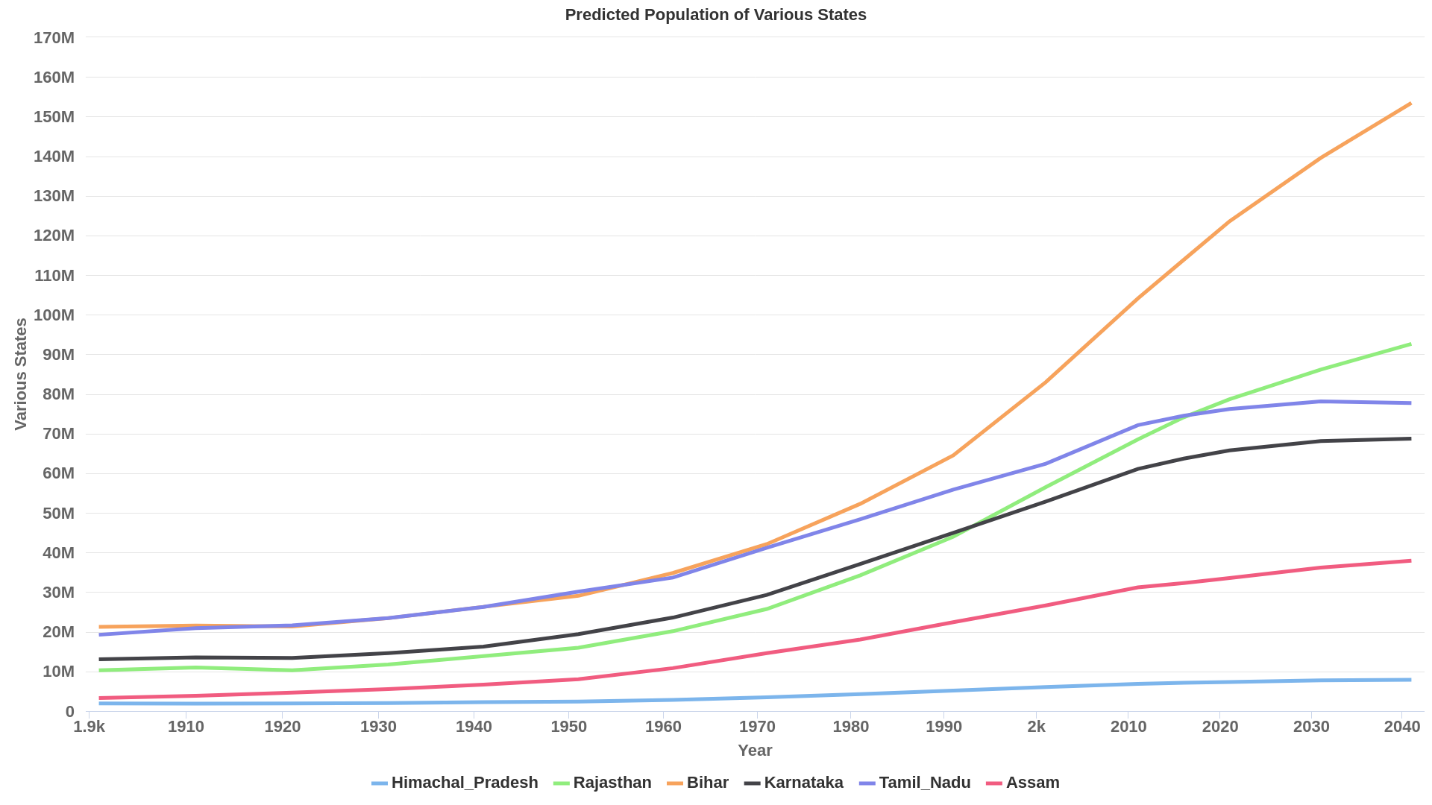 Predicted Population of Various States
170M
160M
150M
140M
130M
120M
110M
100M
90M
80M
70M
60M
50M
40M
30M
20M
10M
0
Various States
1.9k 1910 1920 1930 1940 1950 1960 1970 1980 1990 2k 2010 2020 2030 2040
Year
Himachal_Pradesh Rajasthan Bihar Karnataka Tamil_Nadu Assam